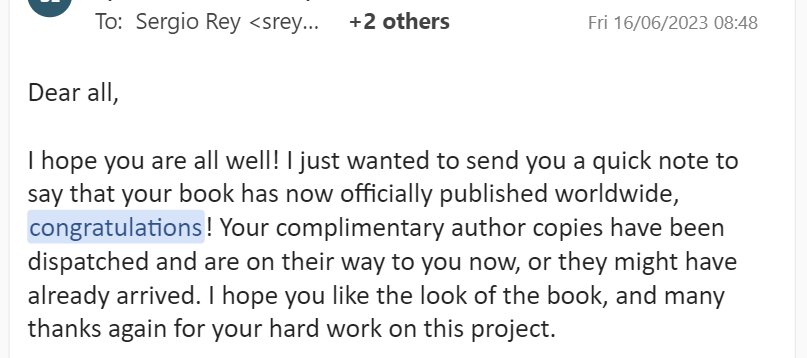 To: Sergio Rey <srey... +2 others
Fri 16/06/2023 08:48
Dear all,
I hope you are all well! I just wanted to send you a quick note to
say that your book has now officially published worldwide,
congratulations! Your complimentary author copies have been
dispatched and are on their way to you now, or they might have
already arrived. I hope you like the look of the book, and many
thanks again for your hard work on this project.